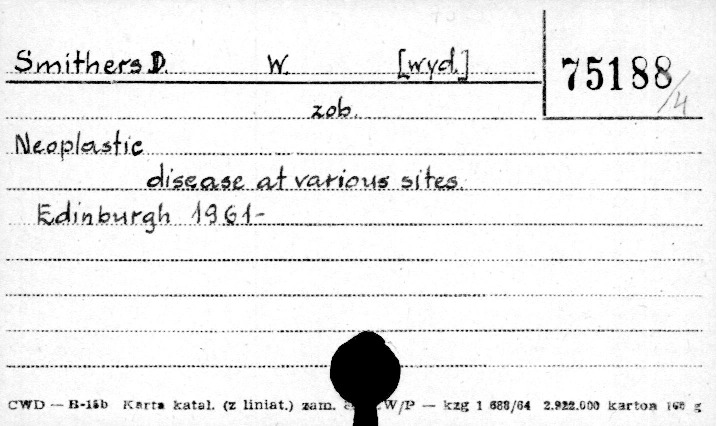 Smithers D. W. [wyd.] 75188/4
zob.
Neoplastic
disease at various sites.
Edinburgh 1961-
CWD — B-15b Karta katal. (z liniat.) zam. W/P — kzg 1 688/64 2.922.000 karton g